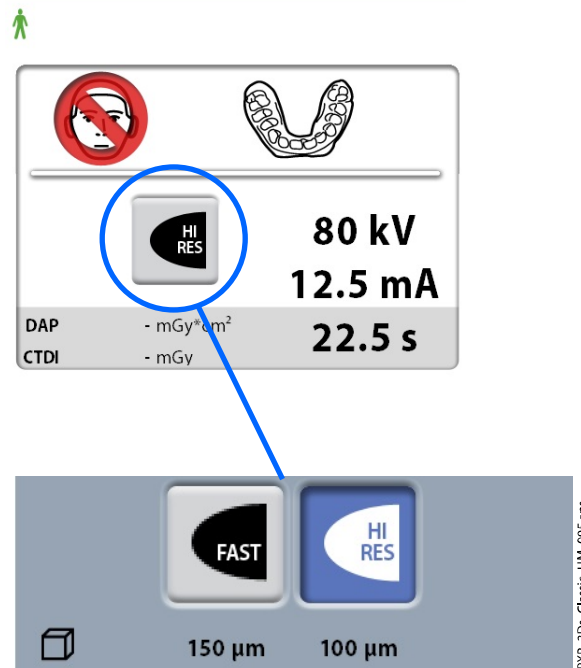 HI
RES
80 kV
12.5 mA
DAP - mGy*cm²
22.5 s
CTDI - mGy
FAST
HI
RES
150 µm 100 µm